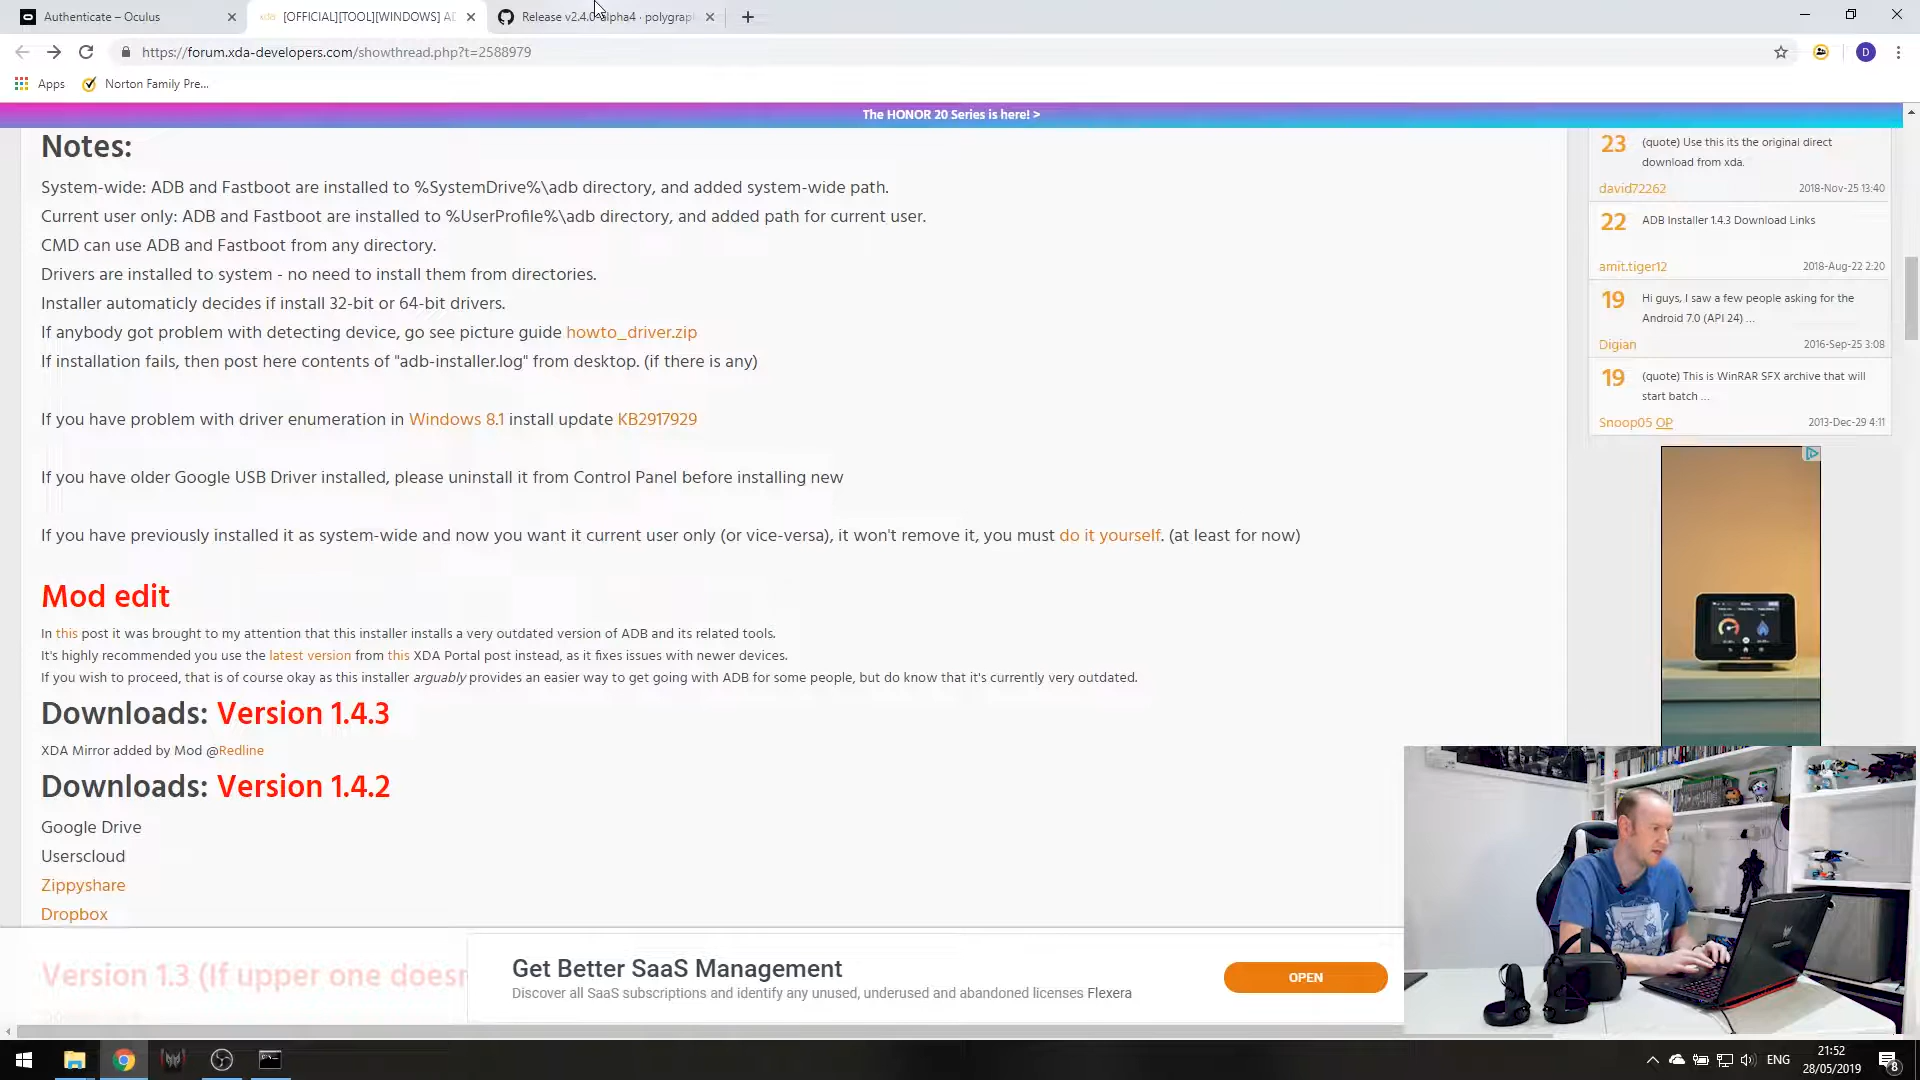 Authenticate – Oculus
[OFFICIAL][TOOL][WINDOWS] AD
Release v2.4.0-alpha4 · polygraph
https://forum.xda-developers.com/showthread.php?t=2588979
D
Apps
Norton Family Pre...
The HONOR 20 Series is here! >
Notes:
System-wide: ADB and Fastboot are installed to %SystemDrive%\adb directory, and added system-wide path.
Current user only: ADB and Fastboot are installed to %UserProfile%\adb directory, and added path for current user.
CMD can use ADB and Fastboot from any directory.
Drivers are installed to system - no need to install them from directories.
Installer automaticly decides if install 32-bit or 64-bit drivers.
If anybody got problem with detecting device, go see picture guide howto_driver.zip
If installation fails, then post here contents of "adb-installer.log" from desktop. (if there is any)
If you have problem with driver enumeration in Windows 8.1 install update KB2917929
If you have older Google USB Driver installed, please uninstall it from Control Panel before installing new
If you have previously installed it as system-wide and now you want it current user only (or vice-versa), it won't remove it, you must do it yourself. (at least for now)
Mod edit
In this post it was brought to my attention that this installer installs a very outdated version of ADB and its related tools.
It's highly recommended you use the latest version from this XDA Portal post instead, as it fixes issues with newer devices.
If you wish to proceed, that is of course okay as this installer arguably provides an easier way to get going with ADB for some people, but do know that it's currently very outdated.
Downloads: Version 1.4.3
XDA Mirror added by Mod @Redline
Downloads: Version 1.4.2
Google Drive
Userscloud
Zippyshare
Dropbox
Version 1.3 (If upper one doesn
23
(quote) Use this its the original direct
download from xda.
david72262
2018-Nov-25 13:40
22
ADB Installer 1.4.3 Download Links
amit.tiger12
2018-Aug-22 2:20
19
Hi guys, I saw a few people asking for the
Android 7.0 (API 24) ...
Digian
2016-Sep-25 3:08
19
(quote) This is WinRAR SFX archive that will
start batch ...
Snoop05 OP
2013-Dec-29 4:11
Get Better SaaS Management
Discover all SaaS subscriptions and identify any unused, underused and abandoned licenses Flexera
OPEN
ENG
21:52
28/05/2019
8